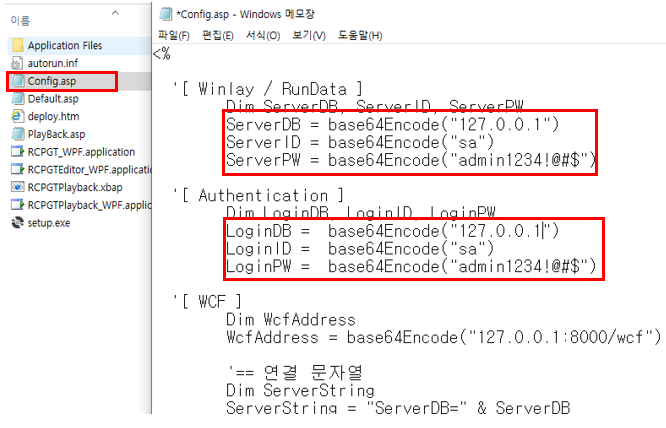 이름
Application Files
autorun.inf
Config.asp
Default.asp
deploy.htm
PlayBack.asp
RCPGT_WPF.application
RCPGTEditor_WPF.applicatio
RCPGTPlayback.xbap
RCPGTPlayback_WPF.applic
setup.exe
*Config.asp - Windows 메모장
파일(F) 편집(E) 서식(O) 보기(V) 도움말(H)
<%
'[ Winlay / RunData ]
Dim ServerDB, ServerID, ServerPW
ServerDB = base64Encode("127.0.0.1")
ServerID = base64Encode("sa")
ServerPW = base64Encode("admin1234!@#$")
'[ Authentication ]
Dim LoginDB, LoginID, LoginPW
LoginDB =  base64Encode("127.0.0.1")
LoginID =  base64Encode("sa")
LoginPW =  base64Encode("admin1234!@#$")
'[ WCF ]
Dim WcfAddress
WcfAddress = base64Encode("127.0.0.1:8000/wcf")
'== 연결 문자열
Dim ServerString
ServerString = "ServerDB=" & ServerDB